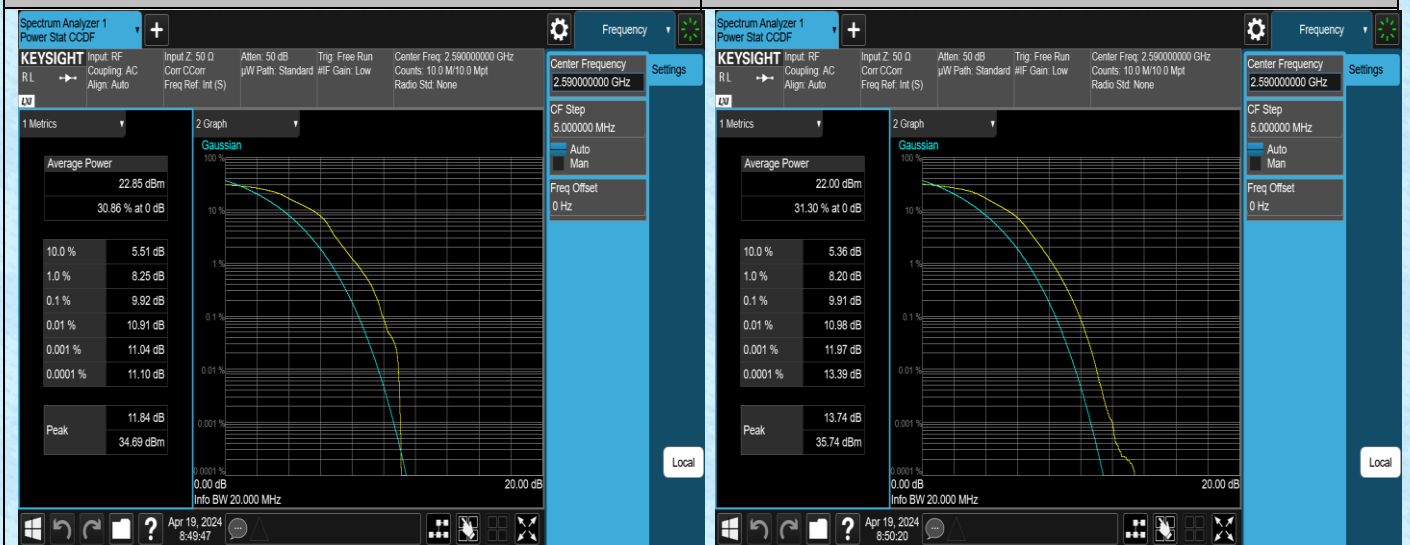 Spectrum Analyzer 1
Power Stat CCDF
+
Frequency
KEYSIGHT
RL
LXI
Input: RF
Coupling: AC
Align: Auto
Input Z: 50 Ω
Corr CCorr
Freq Ref: Int (S)
Atten: 50 dB
µW Path: Standard
Trig: Free Run
#IF Gain: Low
Center Freq: 2.590000000 GHz
Counts: 10.0 M/10.0 Mpt
Radio Std: None
Center Frequency
2.590000000 GHz
Settings
CF Step
5.000000 MHz
Auto
Man
Freq Offset
0 Hz
1 Metrics
Average Power
22.85 dBm
30.86 % at 0 dB
10.0 % 5.51 dB
1.0 % 8.25 dB
0.1 % 9.92 dB
0.01 % 10.91 dB
0.001 % 11.04 dB
0.0001 % 11.10 dB
Peak
11.84 dB
34.69 dBm
2 Graph
Gaussian
100 %
10 %
1 %
0.1 %
0.01 %
0.001 %
0.0001 %
0.00 dB 20.00 dB
Info BW 20.000 MHz
Local
?
Apr 19, 2024
8:49:47
Spectrum Analyzer 1
Power Stat CCDF
+
Frequency
KEYSIGHT
RL
LXI
Input: RF
Coupling: AC
Align: Auto
Input Z: 50 Ω
Corr CCorr
Freq Ref: Int (S)
Atten: 50 dB
µW Path: Standard
Trig: Free Run
#IF Gain: Low
Center Freq: 2.590000000 GHz
Counts: 10.0 M/10.0 Mpt
Radio Std: None
Center Frequency
2.590000000 GHz
Settings
CF Step
5.000000 MHz
Auto
Man
Freq Offset
0 Hz
1 Metrics
Average Power
22.00 dBm
31.30 % at 0 dB
10.0 % 5.36 dB
1.0 % 8.20 dB
0.1 % 9.91 dB
0.01 % 10.98 dB
0.001 % 11.97 dB
0.0001 % 13.39 dB
Peak
13.74 dB
35.74 dBm
2 Graph
Gaussian
100 %
10 %
1 %
0.1 %
0.01 %
0.001 %
0.0001 %
0.00 dB 20.00 dB
Info BW 20.000 MHz
Local
?
Apr 19, 2024
8:50:20